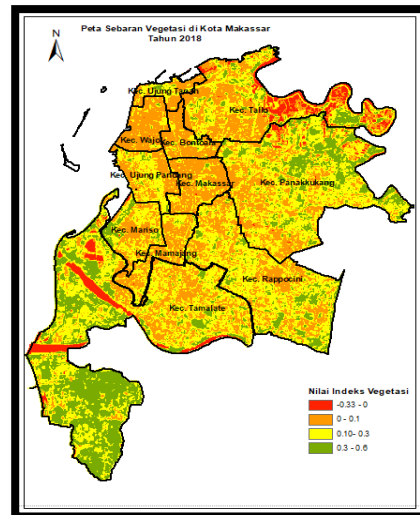 Peta Sebaran Vegetasi di Kota Makassar
Tahun 2018
N
Kec. Ujung Tanah
Kec. Tallo
Kec. Wajo
Kec. Bontoala
Kec. Ujung Pandang
Kec. Makassar
Kec. Panakkukang
Kec. Mariso
Kec. Mamajang
Kec. Rappocini
Kec. Tamalate
Nilai Indeks Vegetasi
-0.33 - 0
0 - 0.1
0.10- 0.3
0.3 - 0.6